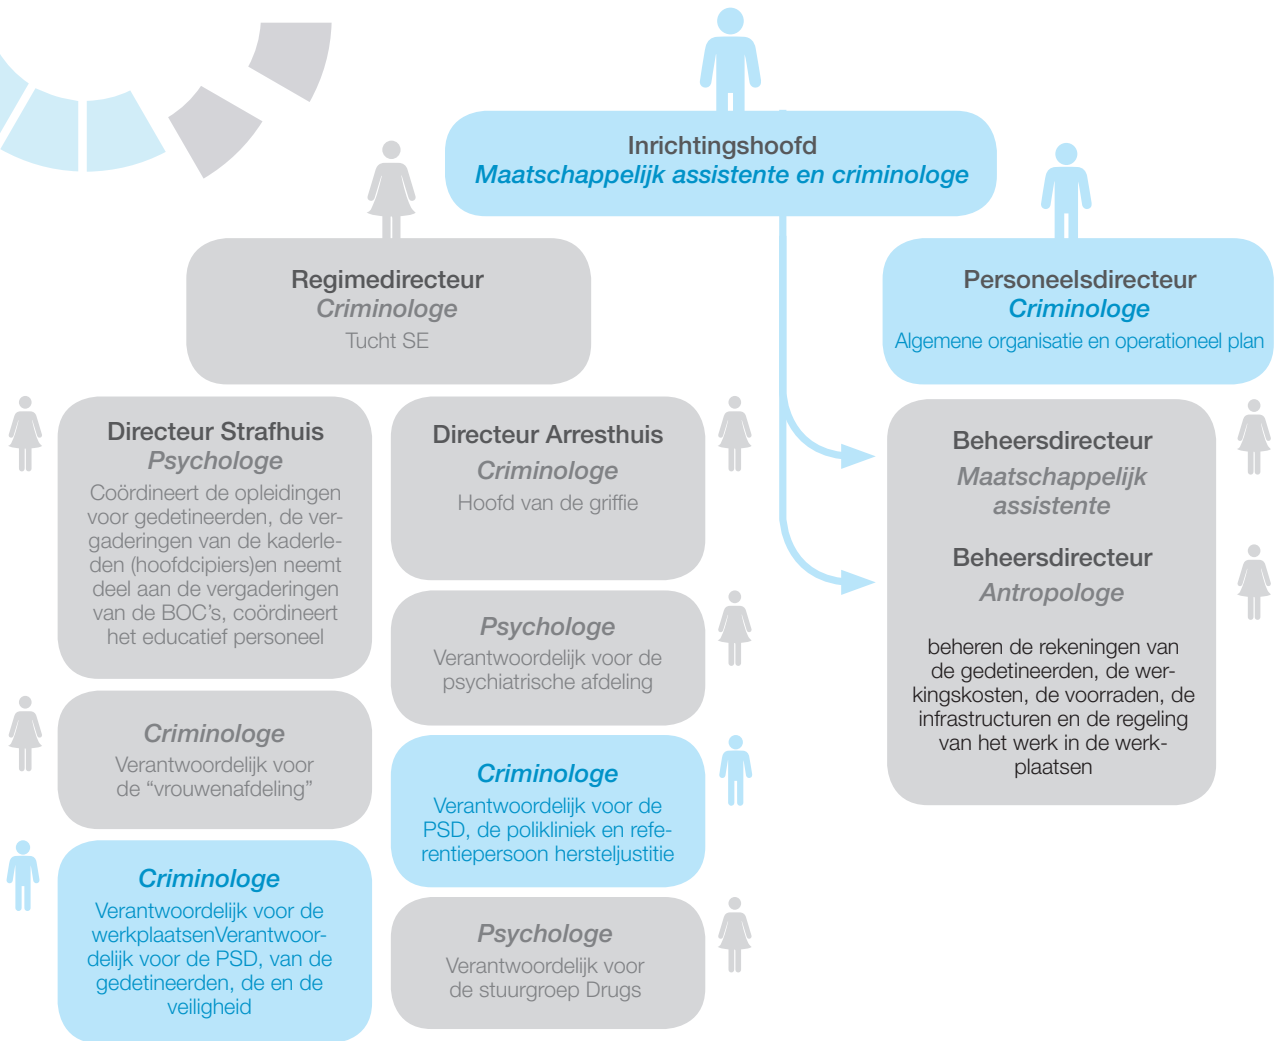 Inrichtingshoofd
Maatschappelijk assistente en criminologe
Regimedirecteur
Criminologe
Tucht SE
Personeelsdirecteur
Criminologe
Algemene organisatie en operationeel plan
Directeur Strafhuis
Psychologe
Coördineert de opleidingen
voor gedetineerden, de ver-
gaderingen van de kaderle-
den (hoofdcipiers)en neemt
deel aan de vergaderingen
van de BOC's, coördineert
het educatief personeel
Criminologe
Verantwoordelijk voor
de “vrouwenafdeling”
Criminologe
Verantwoordelijk voor de
werkplaatsenVerantwoor-
delijk voor de PSD, van de
gedetineerden, de en de
veiligheid
Directeur Arresthuis
Criminologe
Hoofd van de griffie
Psychologe
Verantwoordelijk voor de
psychiatrische afdeling
Criminologe
Verantwoordelijk voor de
PSD, de polikliniek en refe-
rentiepersoon hersteljustitie
Psychologe
Verantwoordelijk voor
de stuurgroep Drugs
Beheersdirecteur
Maatschappelijk
assistente
Beheersdirecteur
Antropologe
beheren de rekeningen van
de gedetineerden, de wer-
kingskosten, de voorraden, de
infrastructuren en de regeling
van het werk in de werk-
plaatsen